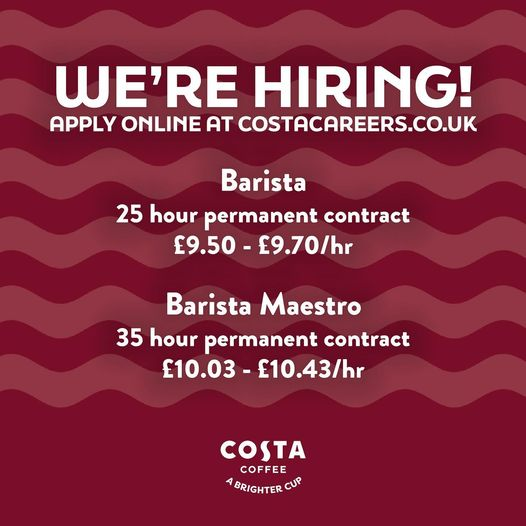 WE'RE HIRING!
APPLY ONLINE AT COSTACAREERS.CO.UK
Barista
25 hour permanent contract
£9.50 - £9.70/hr
Barista Maestro
35 hour permanent contract
£10.03 - £10.43/hr
COSTA
COFFEE
A BRIGHTER CUP